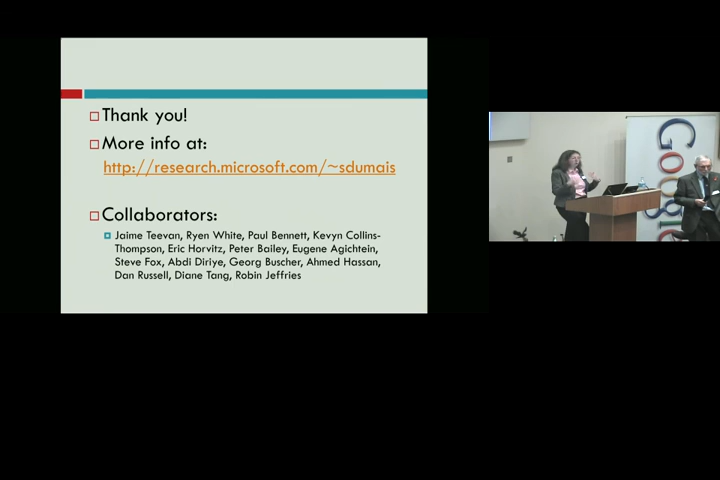 Thank you!
More info at:
http://research.microsoft.com/~sdumais
Collaborators:
Jaime Teevan, Ryen White, Paul Bennett, Kevyn Collins-
Thompson, Eric Horvitz, Peter Bailey, Eugene Agichtein,
Steve Fox, Abdi Diriye, Georg Buscher, Ahmed Hassan,
Dan Russell, Diane Tang, Robin Jeffries
Google